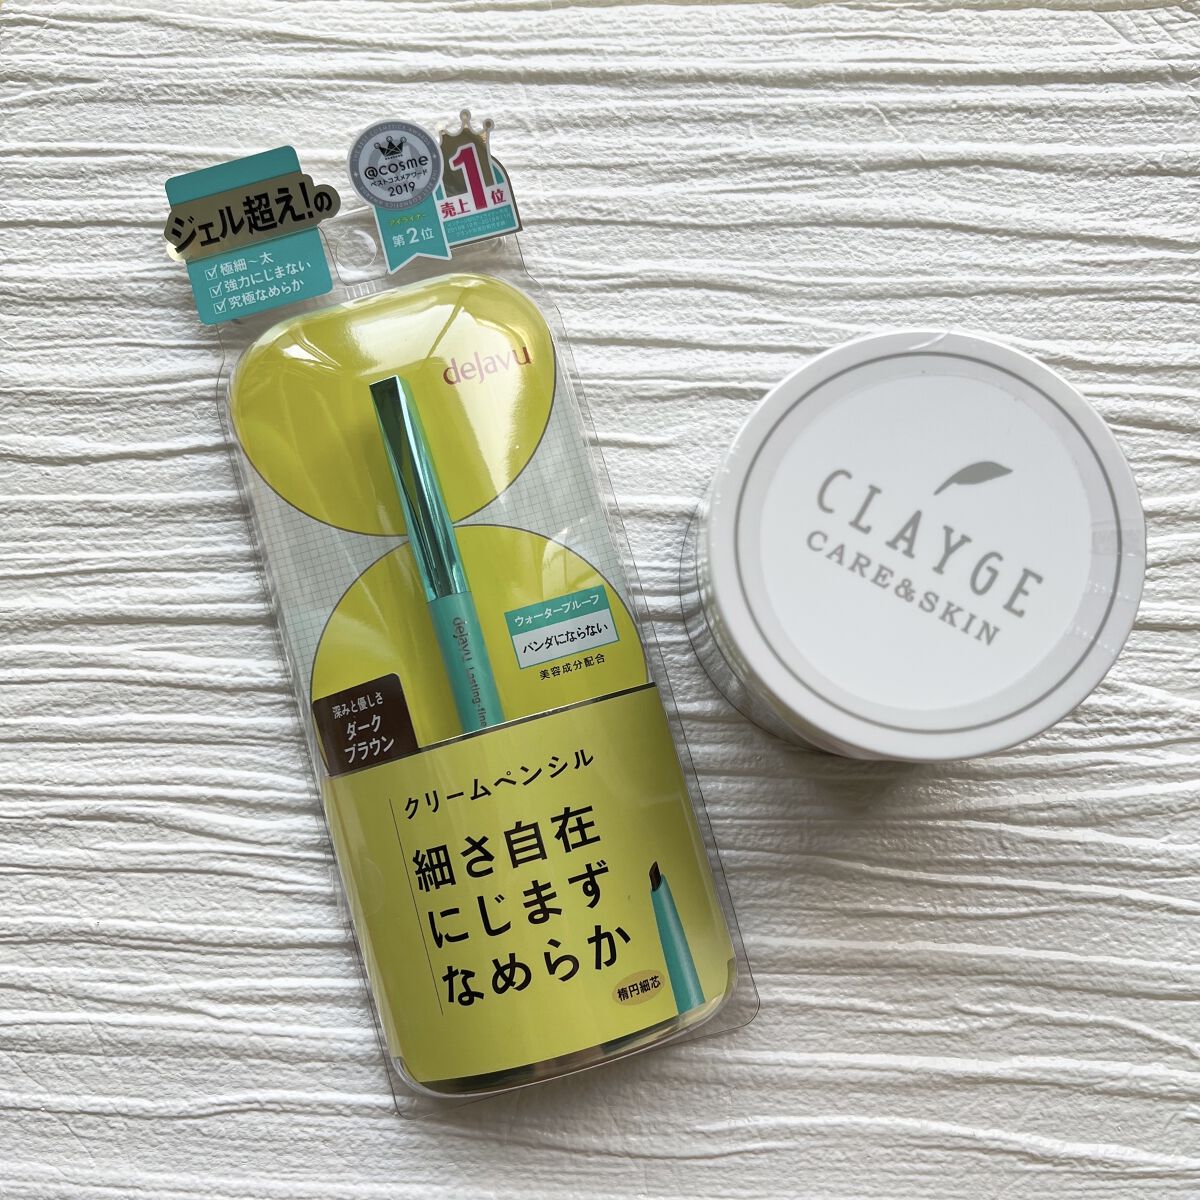 ジェル超え!の
極細～太
強力ににじまない
究極なめらか
@cosme
ベストコスメアワード
2019
アイライナー
第2位
売上1位
dejavu
dejavu Lasting-fine
ウォータープルーフ
パンダにならない
美容成分配合
深みと優しさ
ダーク
ブラウン
クリームペンシル
細さ自在
にじまず
なめらか
楕円細芯
CLAYGE
CARE&SKIN